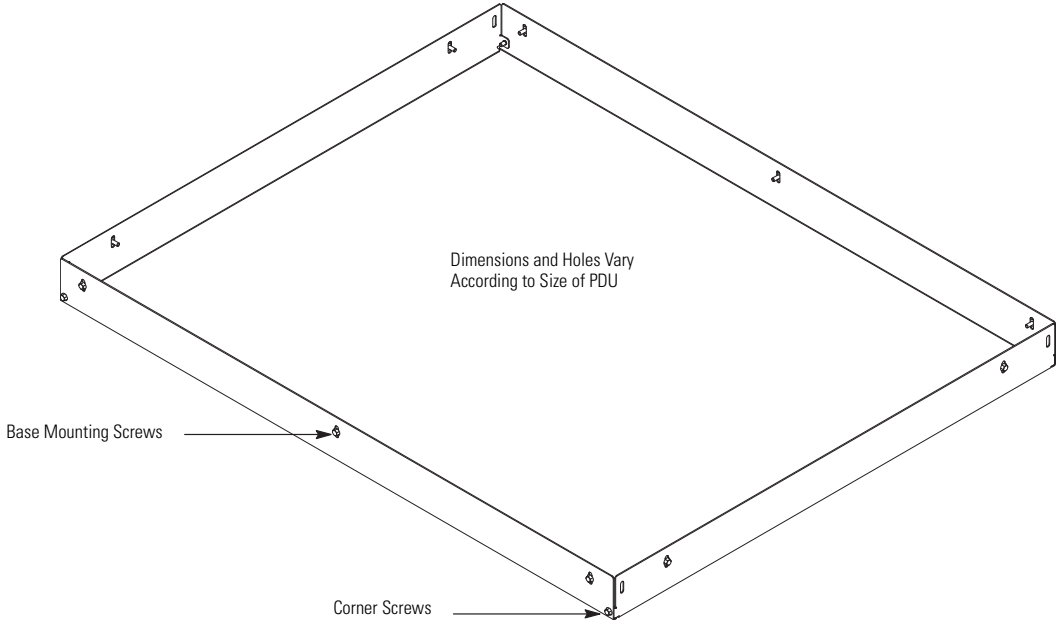 Dimensions and Holes Vary
According to Size of PDU
Base Mounting Screws
Corner Screws